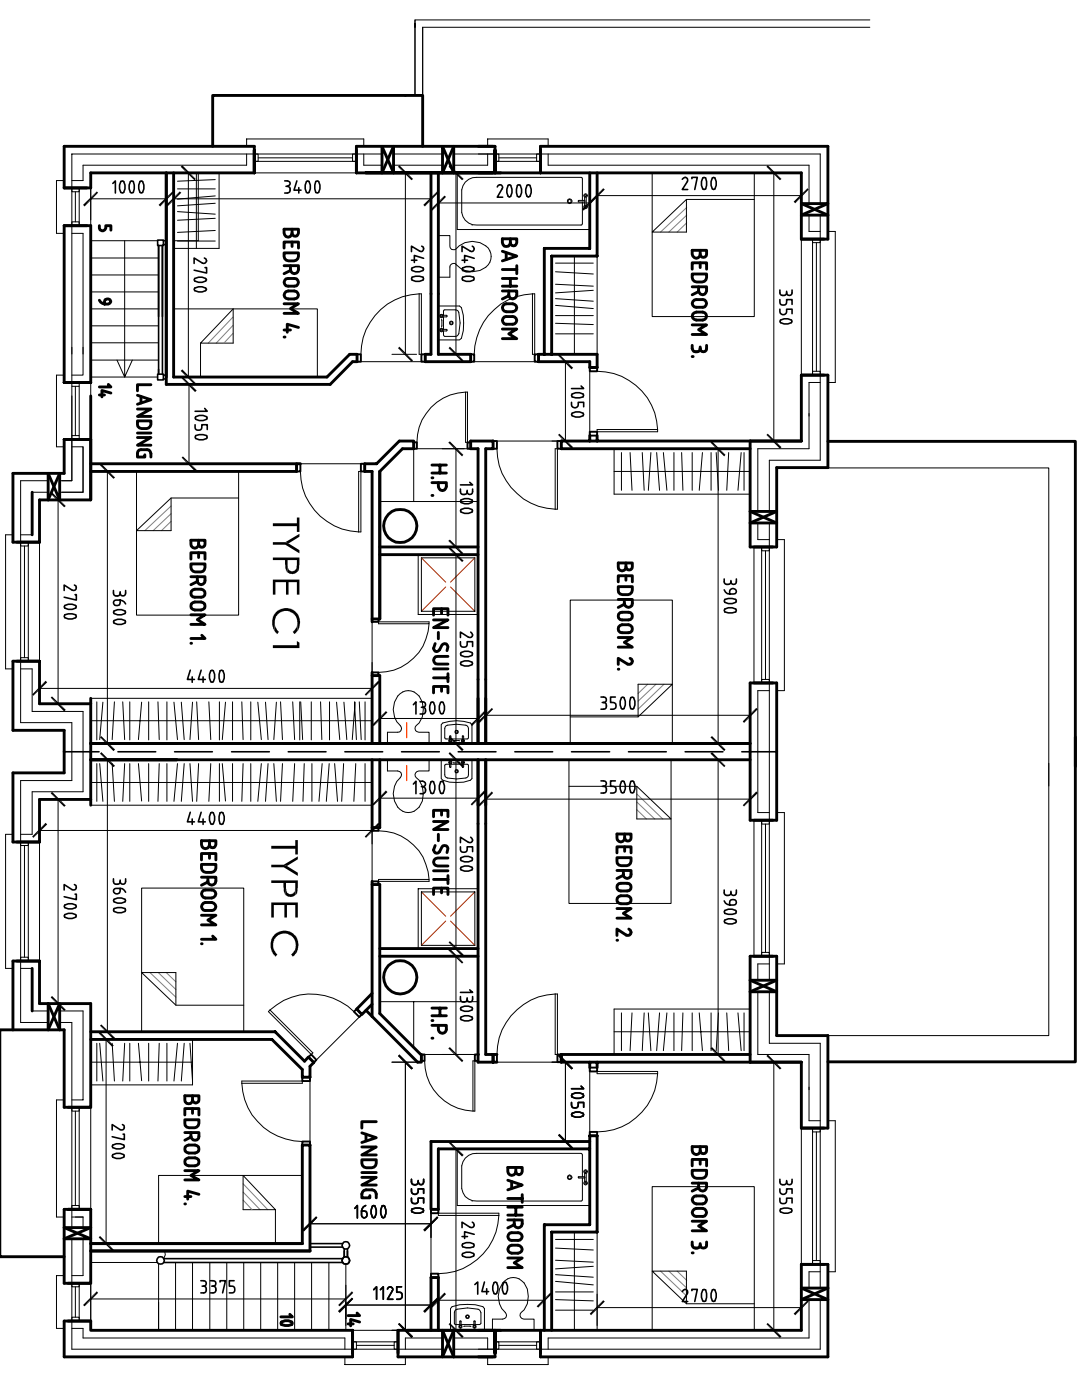 1000
3400
2000
2700
5
9
14
LANDING
2700
BEDROOM 4.
2400
2400
BATHROOM
BEDROOM 3.
3550
1050
1050
H.P.
1300
TYPE C1
BEDROOM 1.
2700
3600
4400
EN-SUITE
2500
1300
BEDROOM 2.
3900
3500
4400
1300
3500
TYPE C
BEDROOM 1.
2700
3600
EN-SUITE
2500
BEDROOM 2.
3900
H.P.
1300
1050
BEDROOM 4.
2700
LANDING
1600
3550
BATHROOM
2400
1400
BEDROOM 3.
3550
2700
3375
1125
10
14